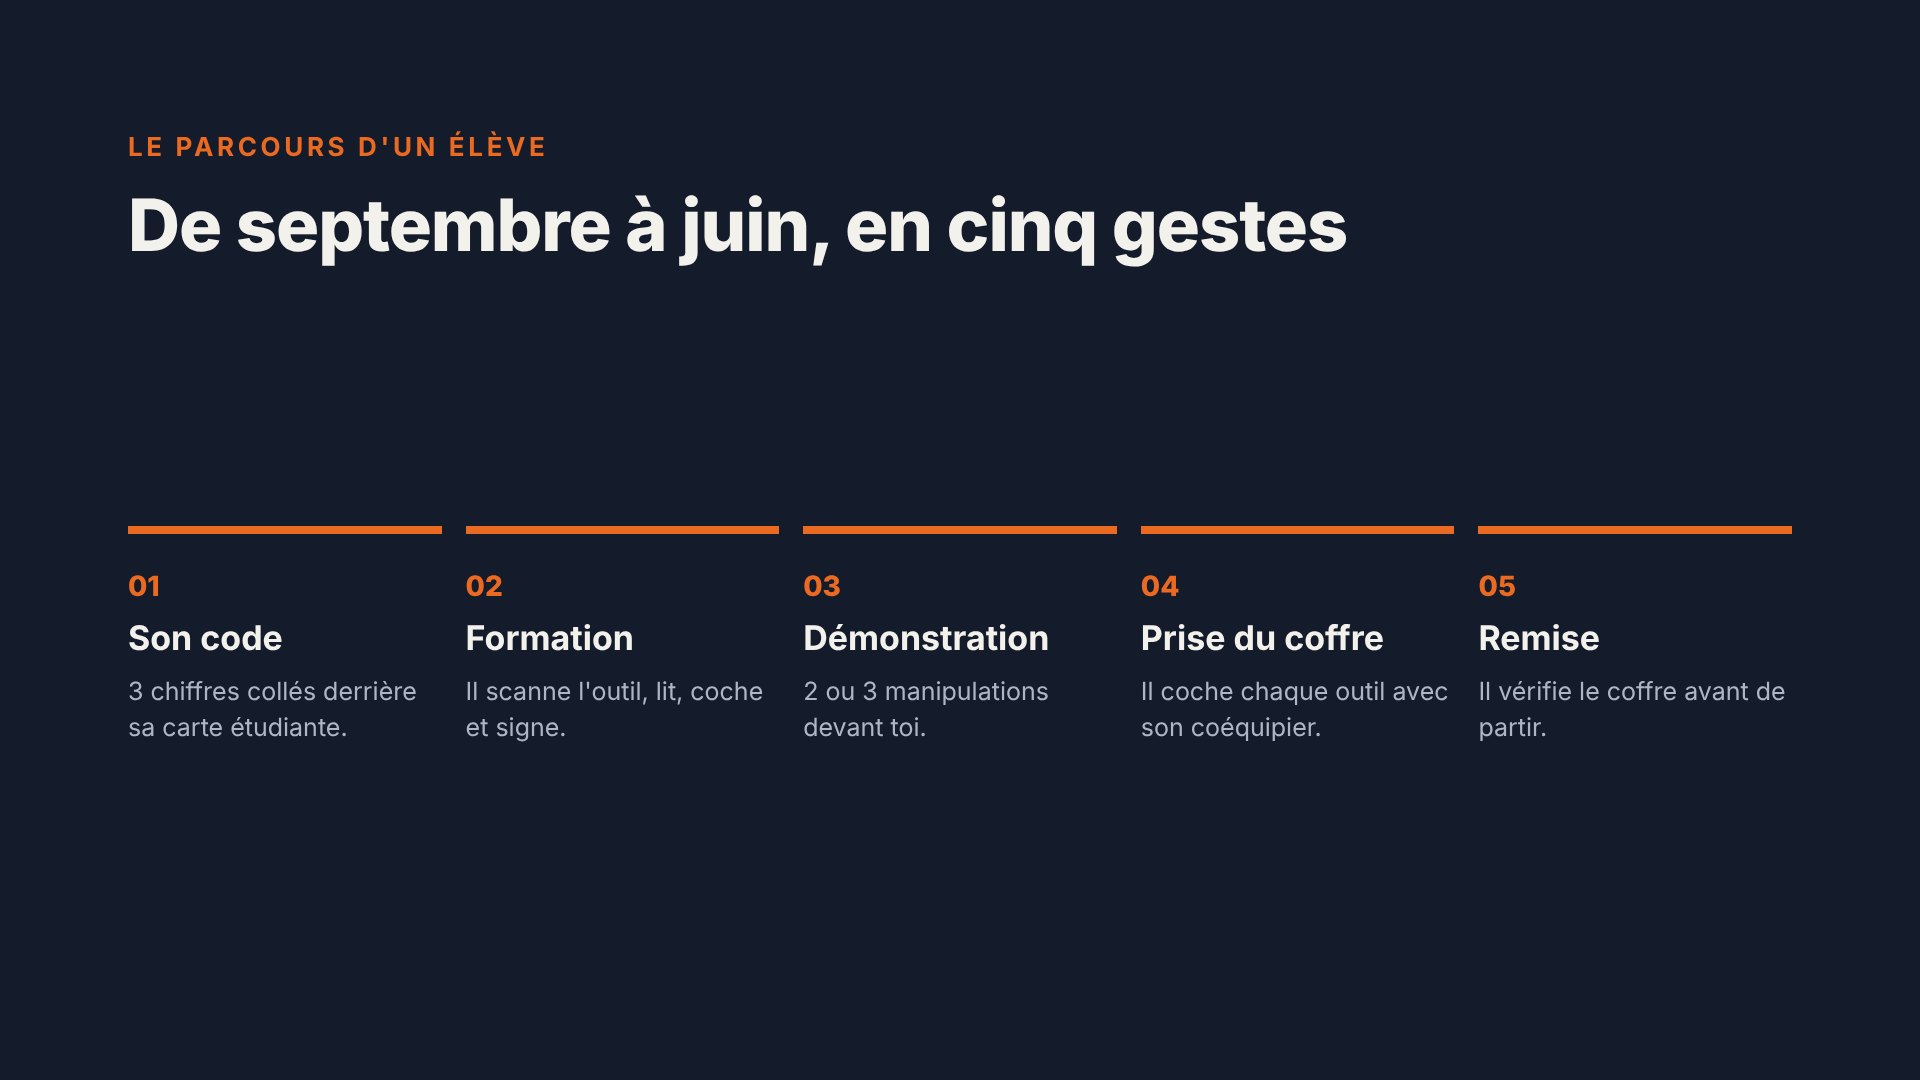 LE PARCOURS D'UN ÉLÈVE
De septembre à juin, en cinq gestes
01
Son code
3 chiffres collés derrière
sa carte étudiante.
02
Formation
Il scanne l'outil, lit, coche
et signe.
03
Démonstration
2 ou 3 manipulations
devant toi.
04
Prise du coffre
Il coche chaque outil avec
son coéquipier.
05
Remise
Il vérifie le coffre avant de
partir.